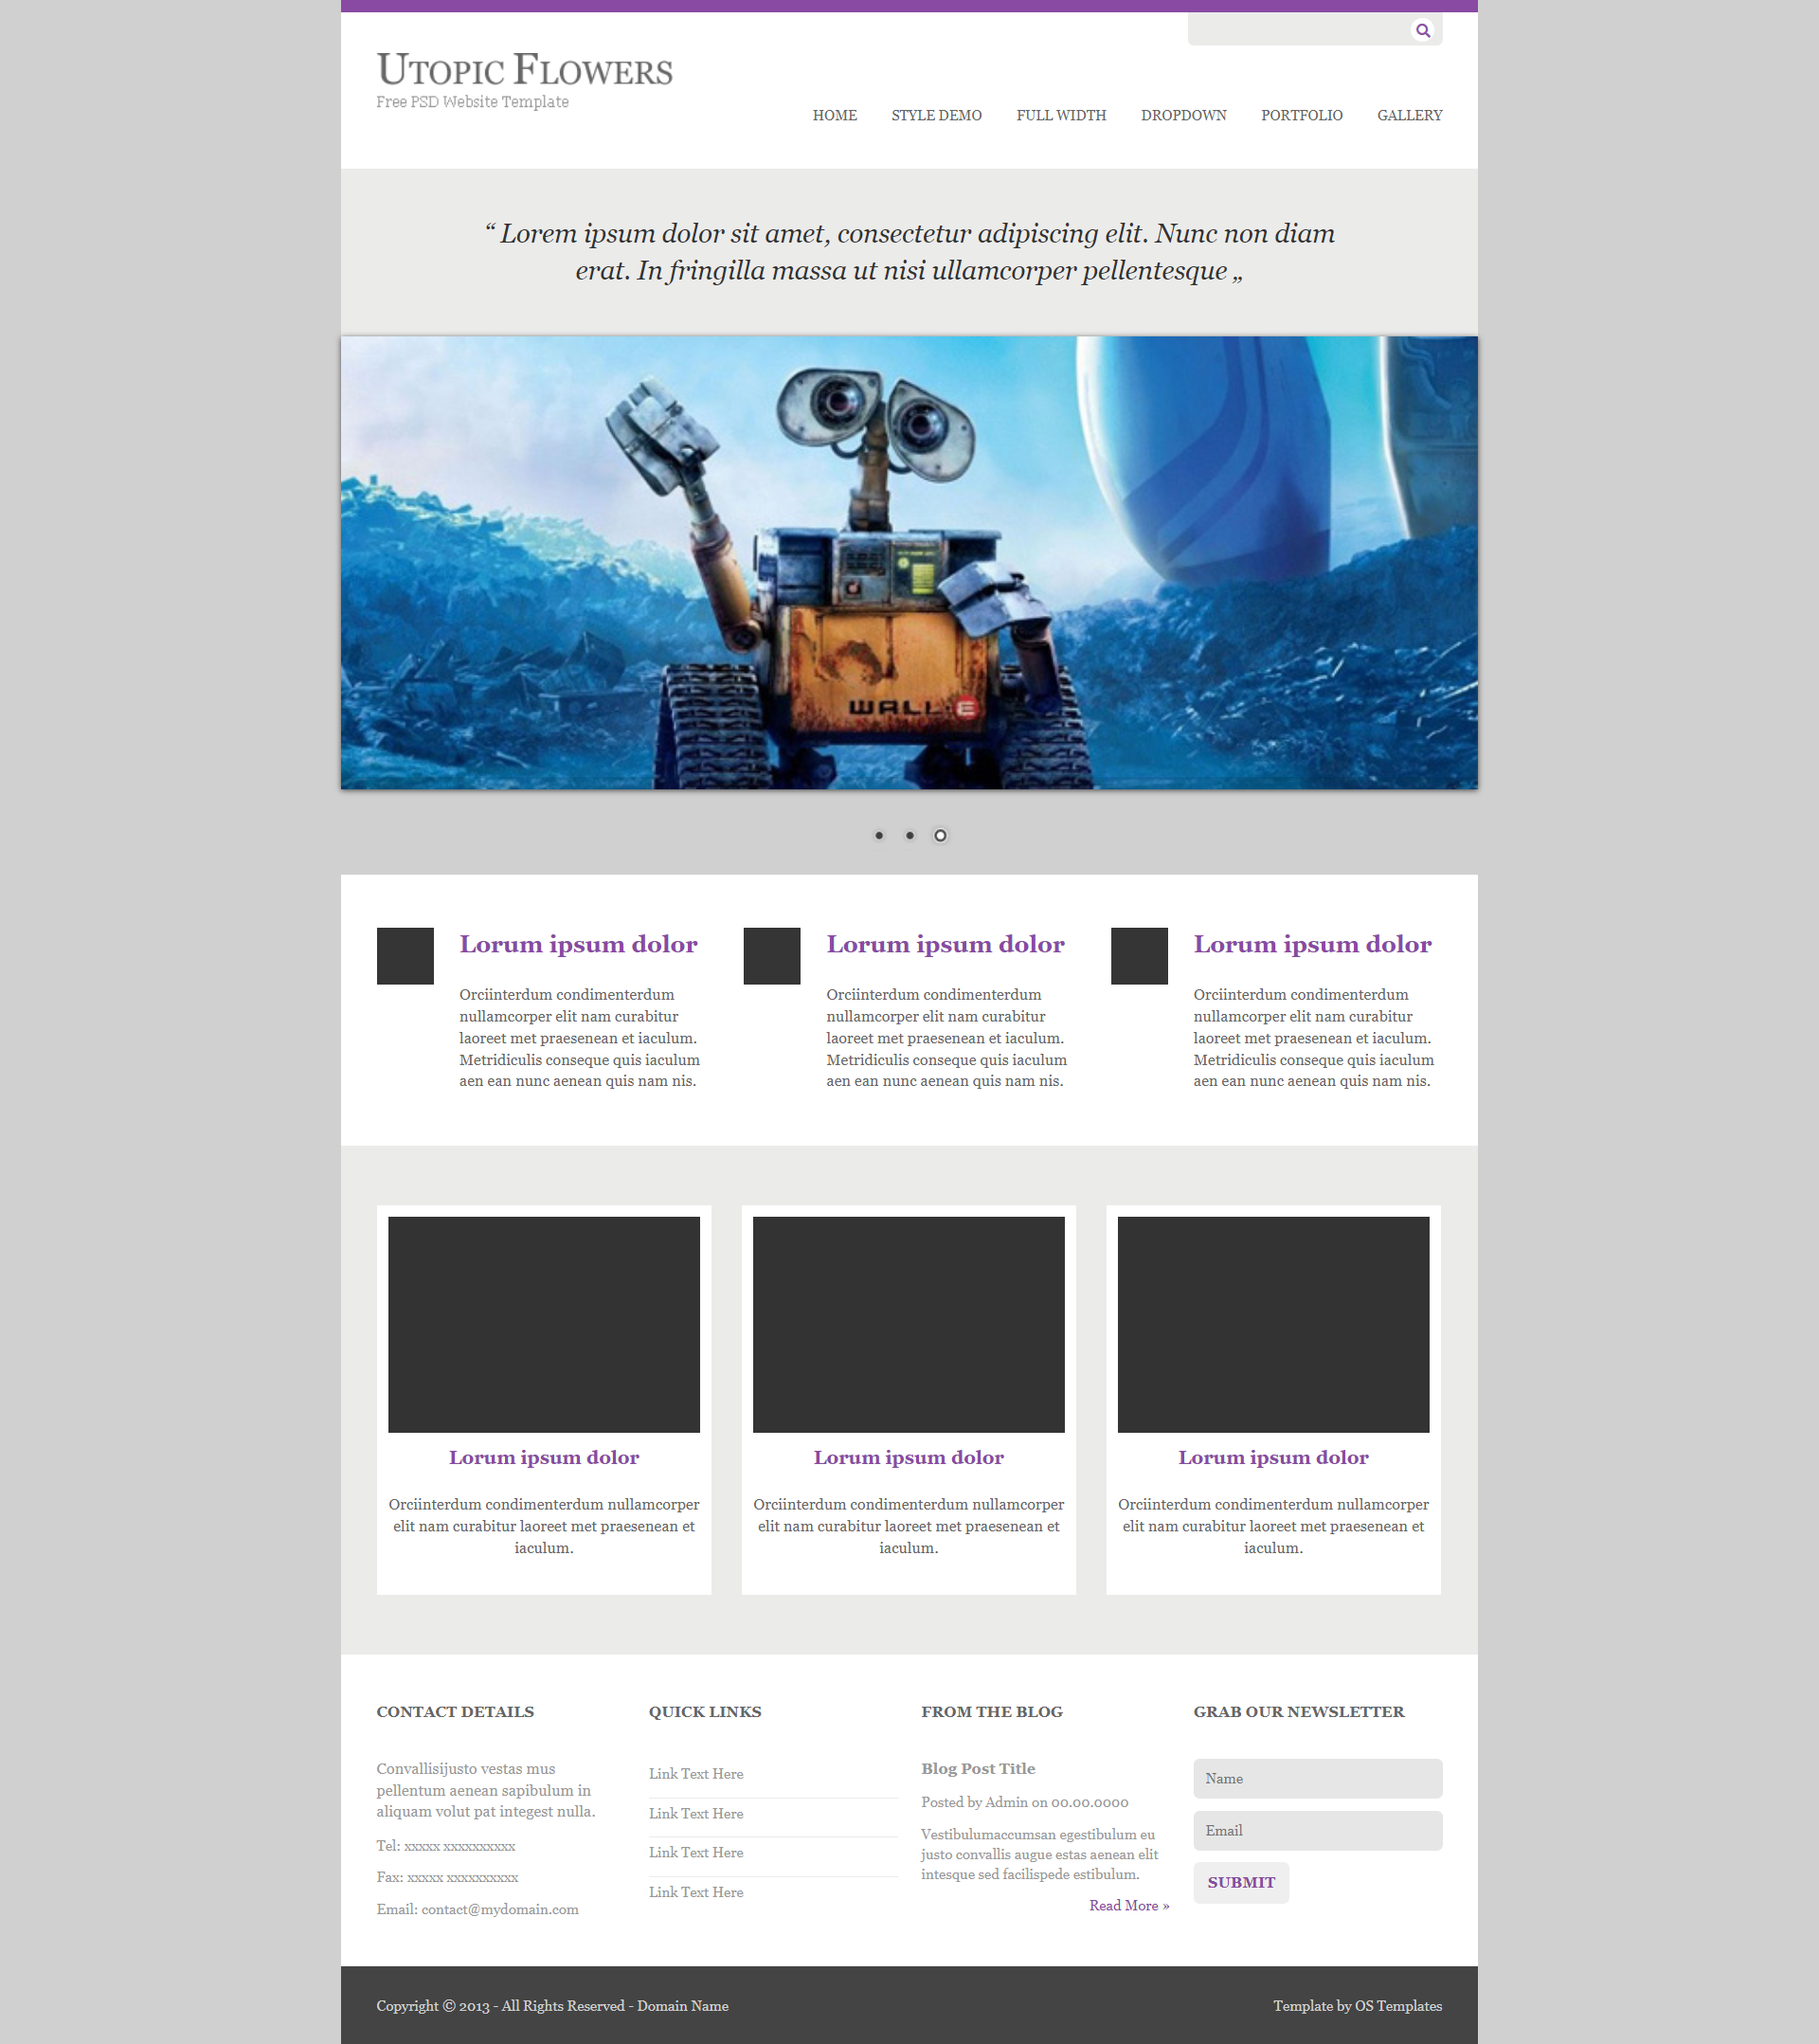 UTOPIC FLOWERS
Free PSD Website Template
HOME STYLE DEMO FULL WIDTH DROPDOWN PORTFOLIO GALLERY
“ Lorem ipsum dolor sit amet, consectetur adipiscing elit. Nunc non diam
erat. In fringilla massa ut nisi ullamcorper pellentesque „
WALL·E
Lorum ipsum dolor
Orciinterdum condimenterdum
nullamcorper elit nam curabitur
laoreet met praesenean et iaculum.
Metridiculis conseque quis iaculum
aen ean nunc aenean quis nam nis.
Lorum ipsum dolor
Orciinterdum condimenterdum
nullamcorper elit nam curabitur
laoreet met praesenean et iaculum.
Metridiculis conseque quis iaculum
aen ean nunc aenean quis nam nis.
Lorum ipsum dolor
Orciinterdum condimenterdum
nullamcorper elit nam curabitur
laoreet met praesenean et iaculum.
Metridiculis conseque quis iaculum
aen ean nunc aenean quis nam nis.
Lorum ipsum dolor
Orciinterdum condimenterdum nullamcorper
elit nam curabitur laoreet met praesenean et
iaculum.
Lorum ipsum dolor
Orciinterdum condimenterdum nullamcorper
elit nam curabitur laoreet met praesenean et
iaculum.
Lorum ipsum dolor
Orciinterdum condimenterdum nullamcorper
elit nam curabitur laoreet met praesenean et
iaculum.
CONTACT DETAILS
Convallisijusto vestas mus
pellentum aenean sapibulum in
aliquam volut pat integest nulla.
Tel: xxxxx xxxxxxxxxx
Fax: xxxxx xxxxxxxxxx
Email: contact@mydomain.com
QUICK LINKS
Link Text Here
Link Text Here
Link Text Here
Link Text Here
FROM THE BLOG
Blog Post Title
Posted by Admin on 00.00.0000
Vestibulumaccumsan egestibulum eu
justo convallis augue estas aenean elit
intesque sed facilispede estibulum.
Read More »
GRAB OUR NEWSLETTER
Name
Email
SUBMIT
Copyright © 2013 - All Rights Reserved - Domain Name
Template by OS Templates